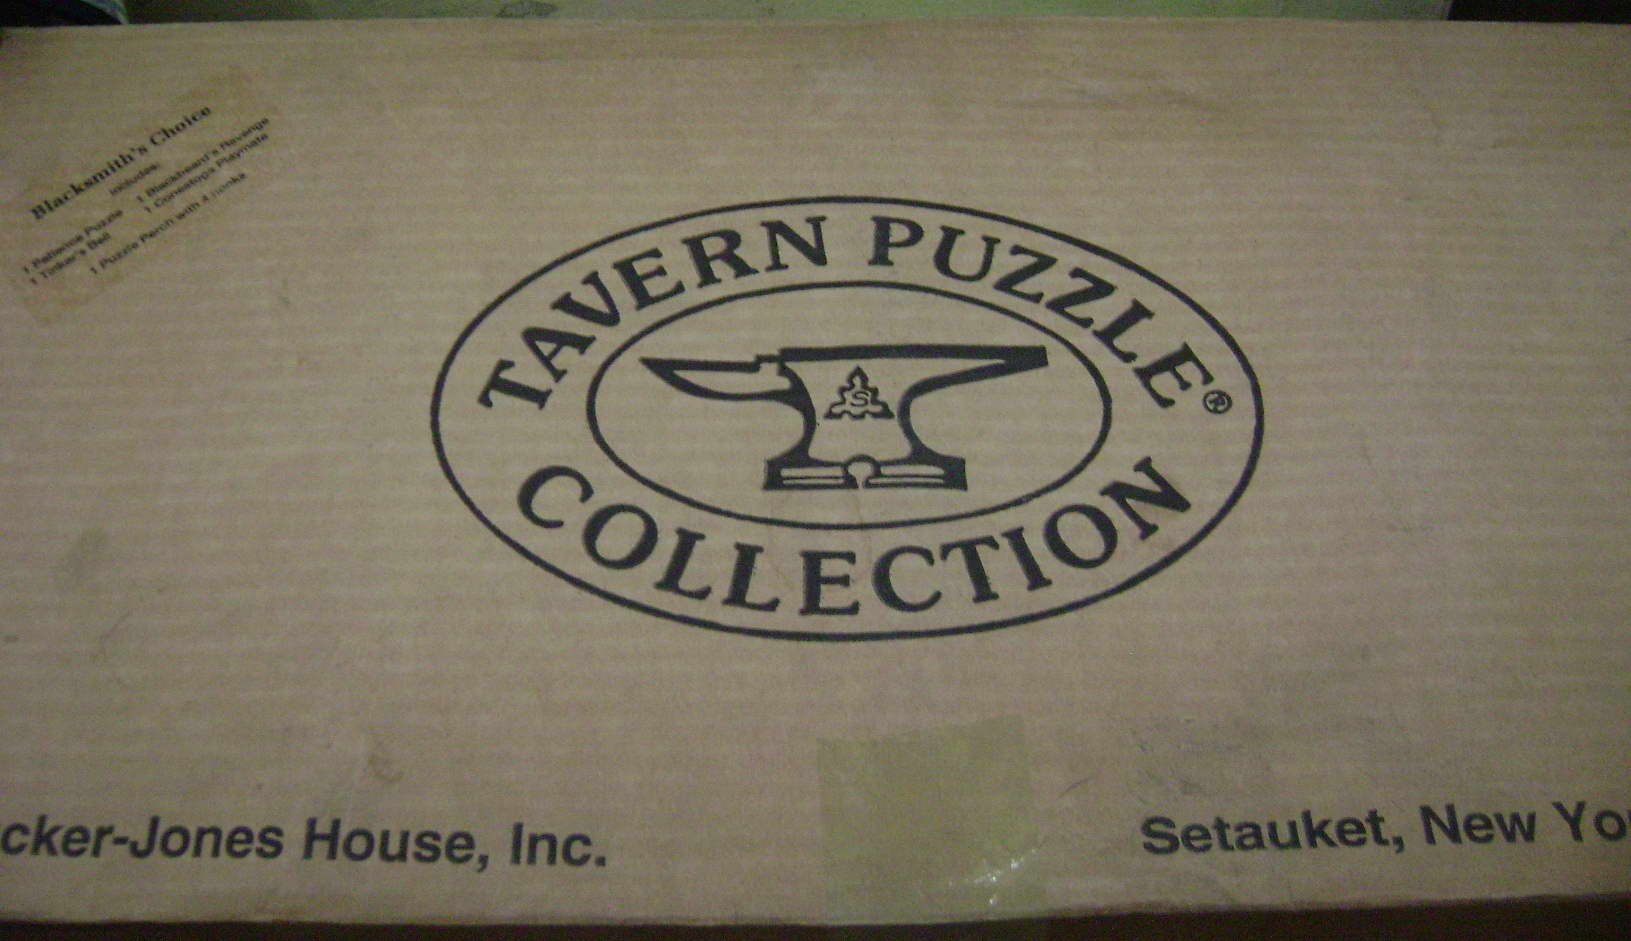 Blacksmith's Choice
includes:
1 Patience Puzzle 1 Blackbeard's Revenge
1 Tinker's Bell 1 Conestoga Playmate
1 Puzzle Perch with 4 hooks
TAVERN PUZZLE®
S
COLLECTION
cker-Jones House, Inc. Setauket, New Yo